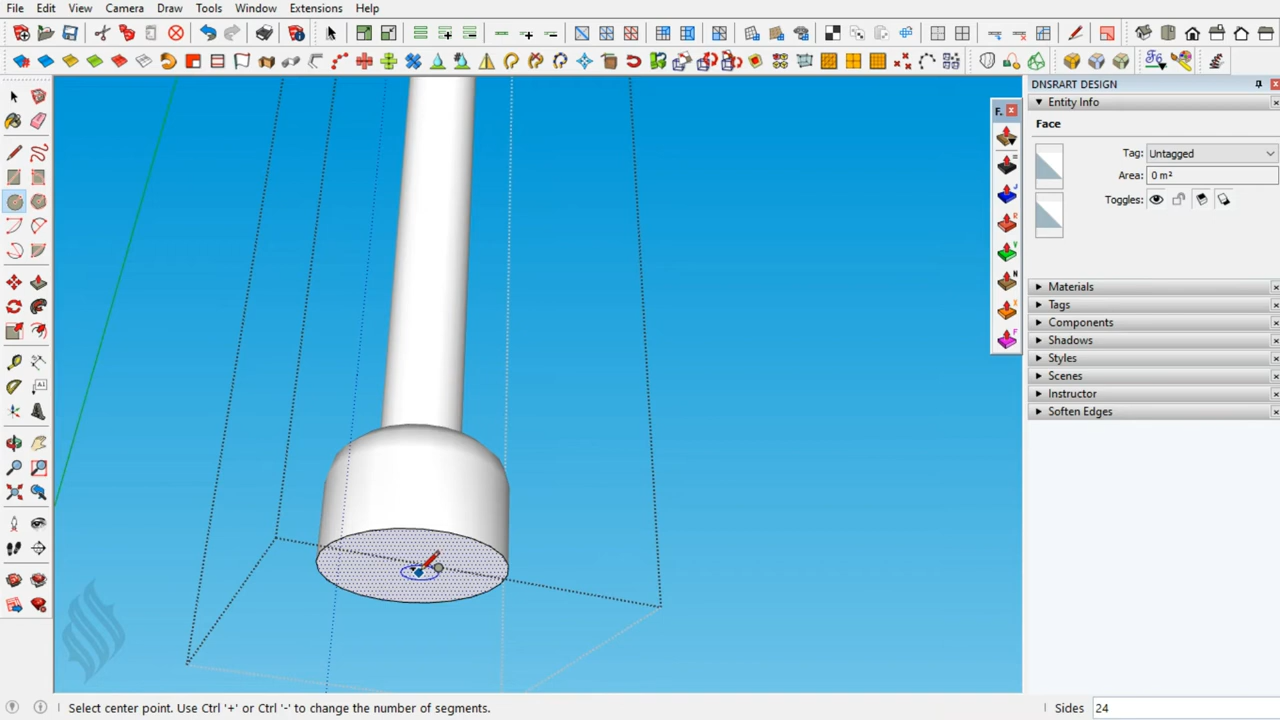 File Edit View Camera Draw Tools Window Extensions Help
DNSRART DESIGN
Entity Info
Face
Tag: Untagged
Area: 0 m²
Toggles:
F.
Materials
Tags
Components
Shadows
Styles
Scenes
Instructor
Soften Edges
Select center point. Use Ctrl '+' or Ctrl '-' to change the number of segments.
Sides 24